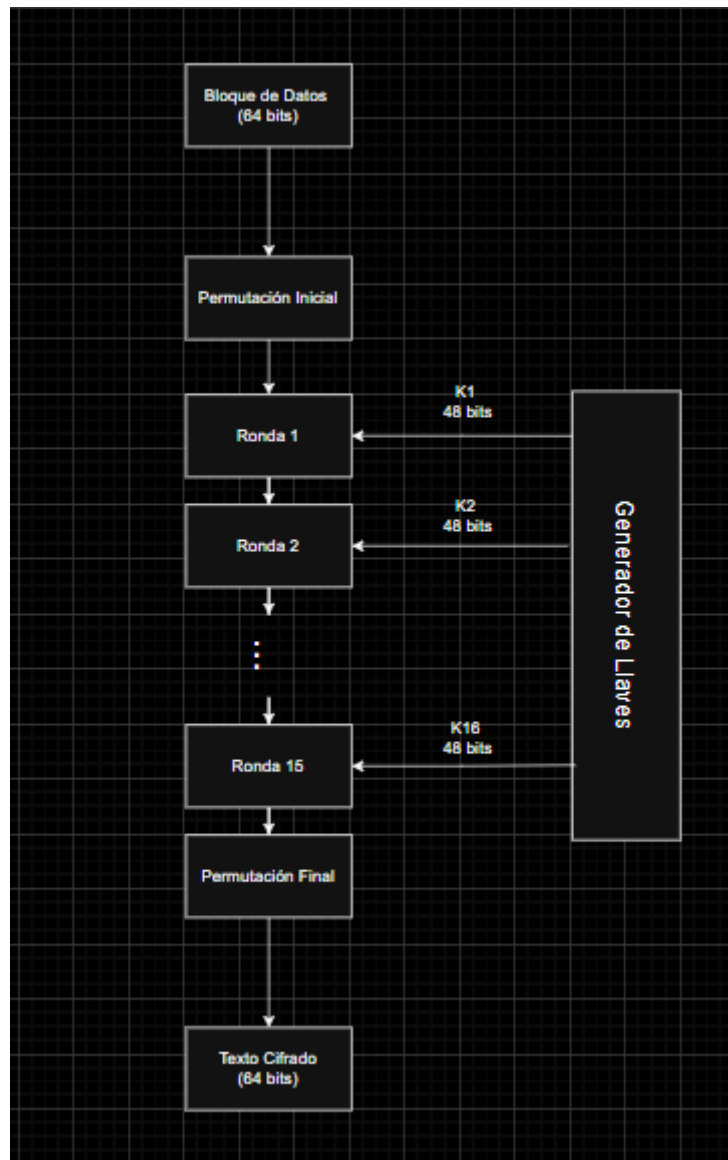 Bloque de Datos
(64 bits)
Permutación Inicial
K1
48 bits
Ronda 1
K2
48 bits
Ronda 2
Generador de Llaves
...
K16
48 bits
Ronda 15
Permutación Final
Texto Cifrado
(64 bits)